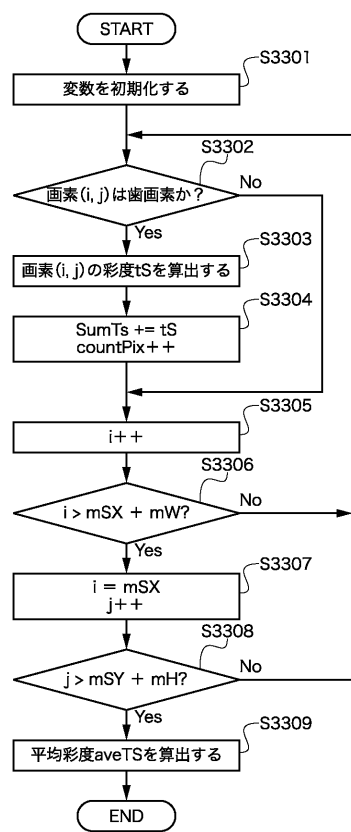 START
S3301
変数を初期化する
S3302
画素(i, j)は歯画素か？
No
Yes
S3303
画素(i, j)の彩度tSを算出する
S3304
SumTs += tS
countPix++
S3305
i++
S3306
i > mSX + mW?
No
Yes
S3307
i = mSX
j++
S3308
j > mSY + mH?
No
Yes
S3309
平均彩度aveTSを算出する
END